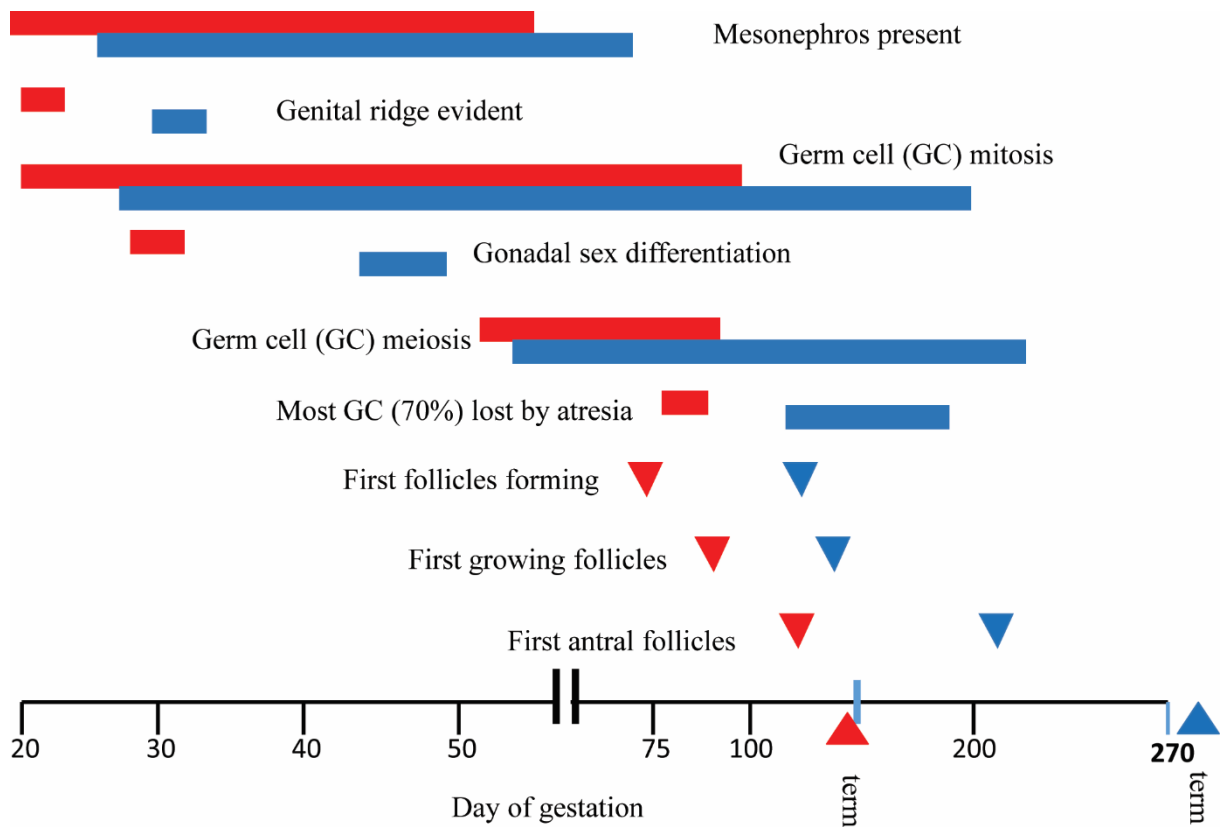 Mesonephros present
Genital ridge evident
Germ cell (GC) mitosis
Gonadal sex differentiation
Germ cell (GC) meiosis
Most GC (70%) lost by atresia
First follicles forming
First growing follicles
First antral follicles
20 30 40 50 75 100 200 270
Day of gestation term term